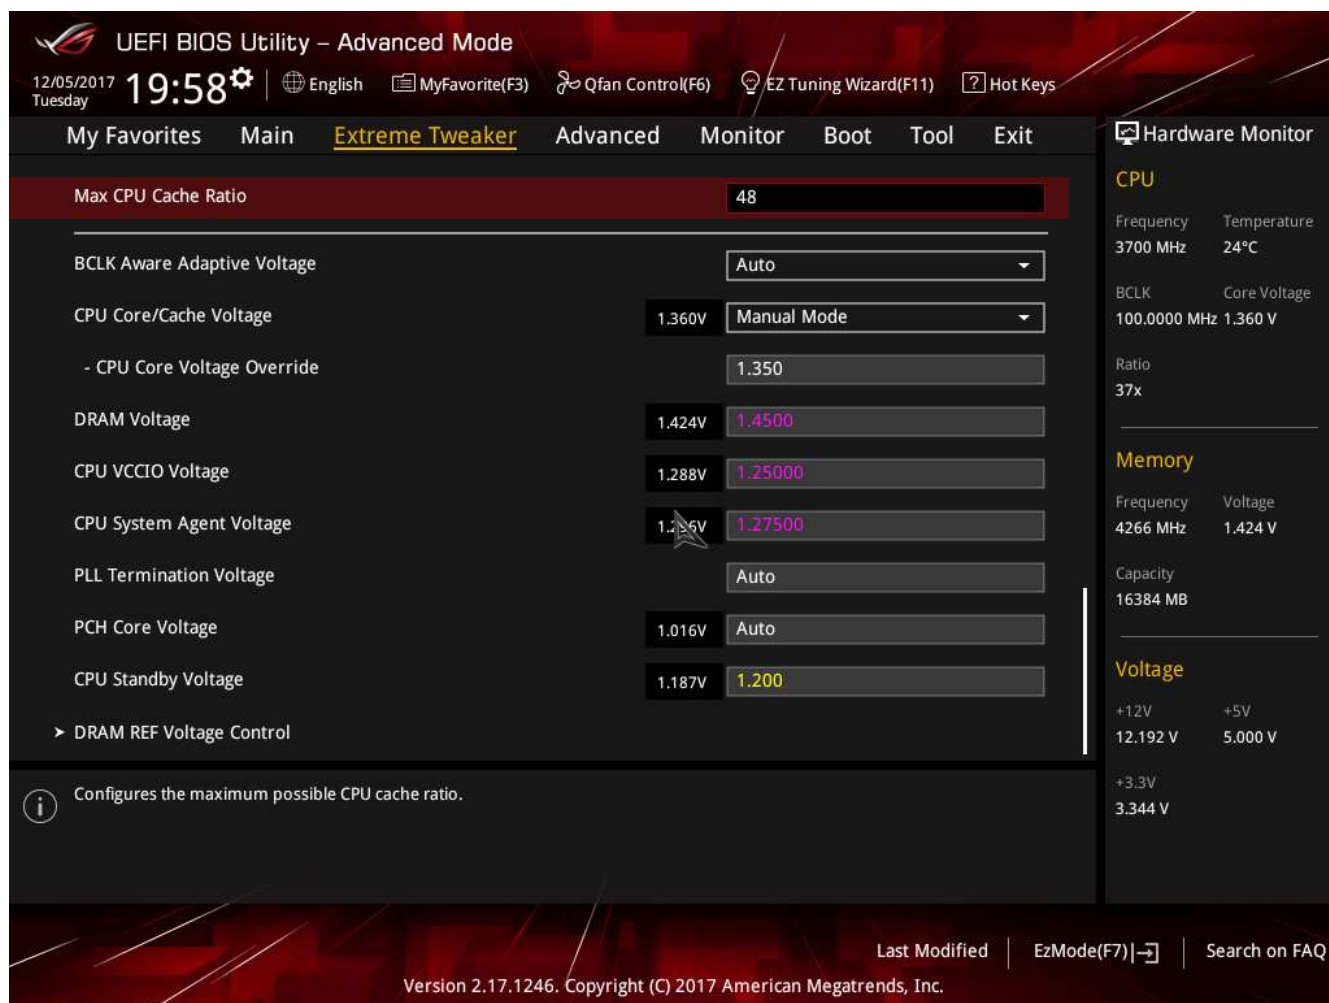 UEFI BIOS Utility – Advanced Mode
12/05/2017
Tuesday
19:58
English
MyFavorite(F3)
Qfan Control(F6)
EZ Tuning Wizard(F11)
? Hot Keys
My Favorites Main Extreme Tweaker Advanced Monitor Boot Tool Exit
Max CPU Cache Ratio 48
BCLK Aware Adaptive Voltage Auto
CPU Core/Cache Voltage 1.360V Manual Mode
- CPU Core Voltage Override 1.350
DRAM Voltage 1.424V 1.4500
CPU VCCIO Voltage 1.288V 1.25000
CPU System Agent Voltage 1.27500
PLL Termination Voltage Auto
PCH Core Voltage 1.016V Auto
CPU Standby Voltage 1.187V 1.200
DRAM REF Voltage Control
Configures the maximum possible CPU cache ratio.
Hardware Monitor
CPU
Frequency Temperature
3700 MHz 24°C
BCLK Core Voltage
100.0000 MHz 1.360 V
Ratio
37x
Memory
Frequency Voltage
4266 MHz 1.424 V
Capacity
16384 MB
Voltage
+12V +5V
12.192 V 5.000 V
+3.3V
3.344 V
Last Modified
EzMode(F7)
Search on FAQ
Version 2.17.1246. Copyright (C) 2017 American Megatrends, Inc.